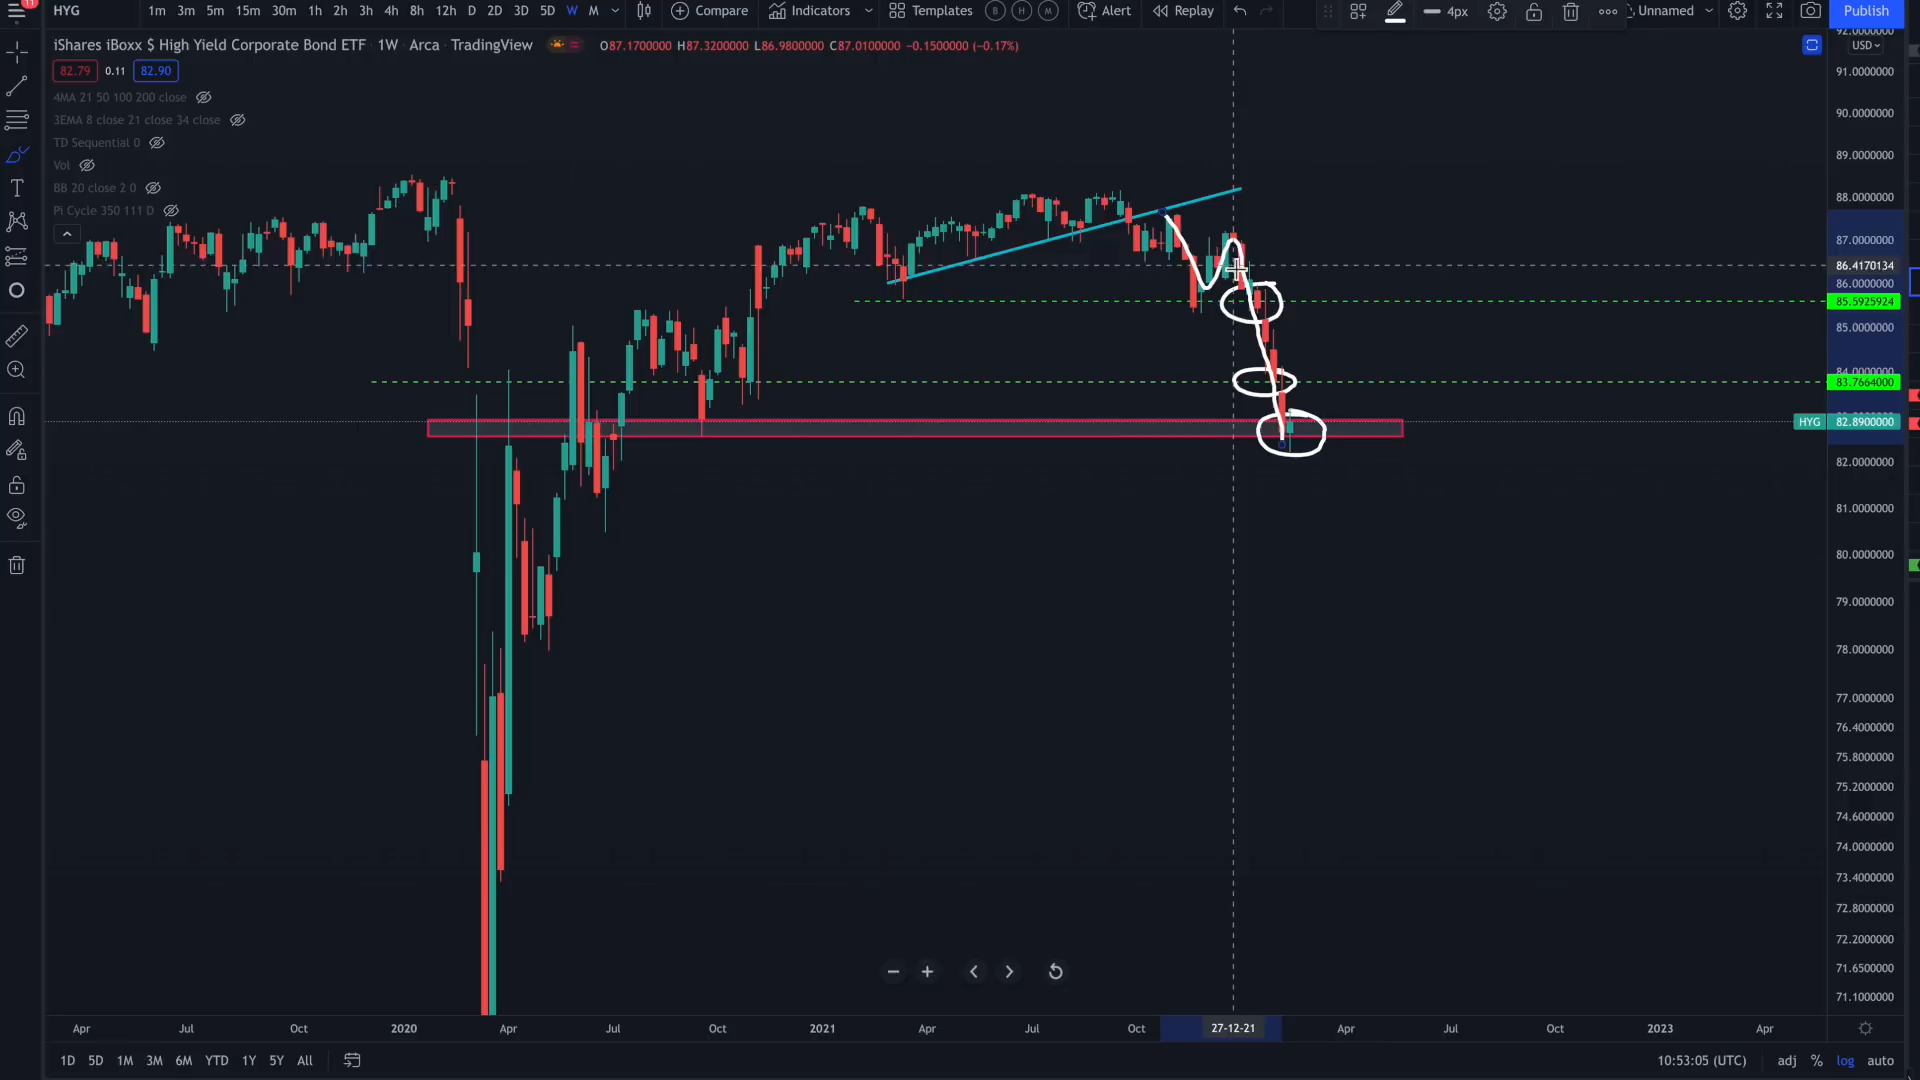 11
HYG 1m 3m 5m 15m 30m 1h 2h 3h 4h 8h 12h D 2D 3D 5D W M Compare Indicators Templates B H M Alert Replay 4px Unnamed Publish
iShares iBoxx $ High Yield Corporate Bond ETF 1W Arca TradingView O87.1700000 H87.3200000 L86.9800000 C87.0100000 −0.1500000 (−0.17%)
82.79 0.11 82.90
4MA 21 50 100 200 close
3EMA 8 close 21 close 34 close
TD Sequential 0
Vol
BB 20 close 2 0
Pi Cycle 350 111 D
92.0000000
USD
91.0000000
90.0000000
89.0000000
88.0000000
87.0000000
86.4170134
86.0000000
85.5925924
85.0000000
84.0000000
83.7664000
HYG 82.8900000
82.0000000
81.0000000
80.0000000
79.0000000
78.0000000
77.0000000
76.4000000
75.8000000
75.2000000
74.6000000
74.0000000
73.4000000
72.8000000
72.2000000
71.6500000
71.1000000
Apr Jul Oct 2020 Apr Jul Oct 2021 Apr Jul Oct 27-12-21 Apr Jul Oct 2023 Apr
1D 5D 1M 3M 6M YTD 1Y 5Y All 10:53:05 (UTC) adj % log auto